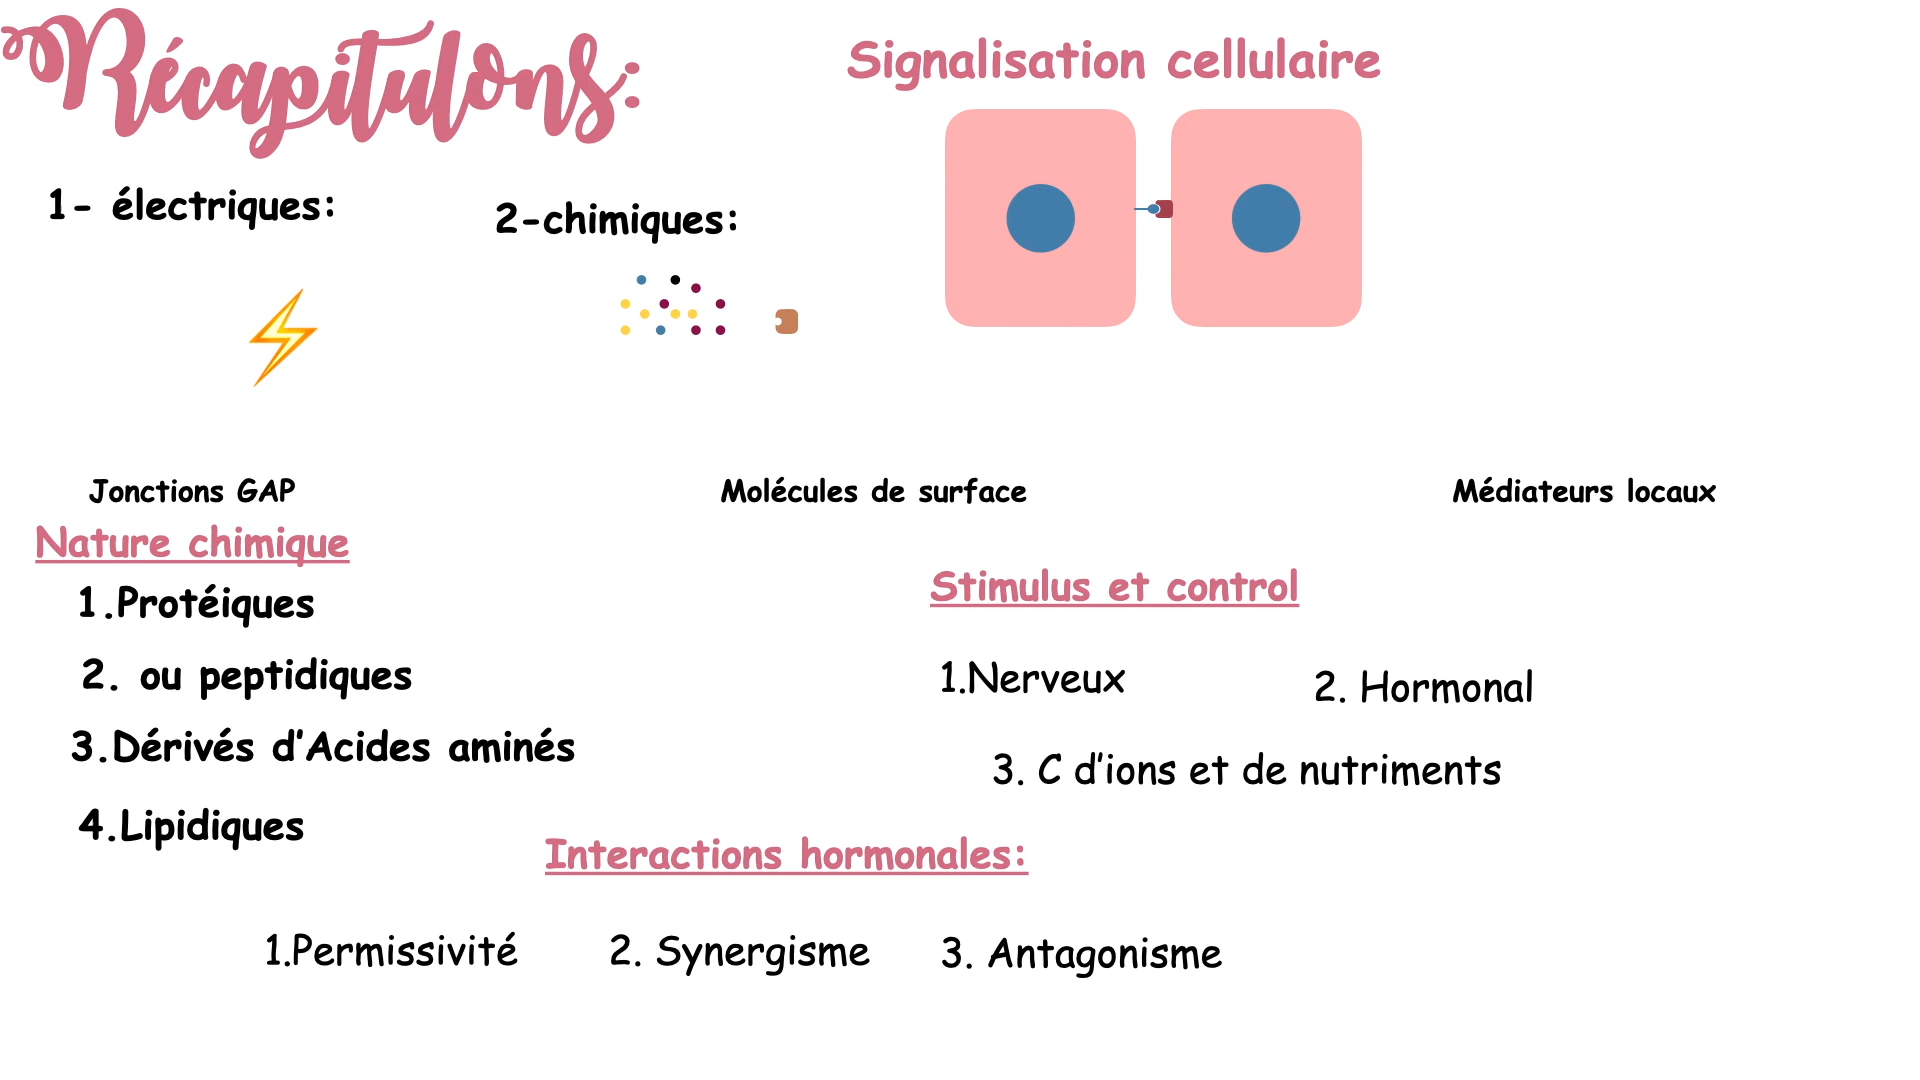 Récapitulons:
Signalisation cellulaire
1- électriques:
2-chimiques:
Jonctions GAP
Molécules de surface
Médiateurs locaux
Nature chimique
1.Protéiques
2. ou peptidiques
3.Dérivés d’Acides aminés
4.Lipidiques
Stimulus et control
1.Nerveux
2. Hormonal
3. C d’ions et de nutriments
Interactions hormonales:
1.Permissivité
2. Synergisme
3. Antagonisme